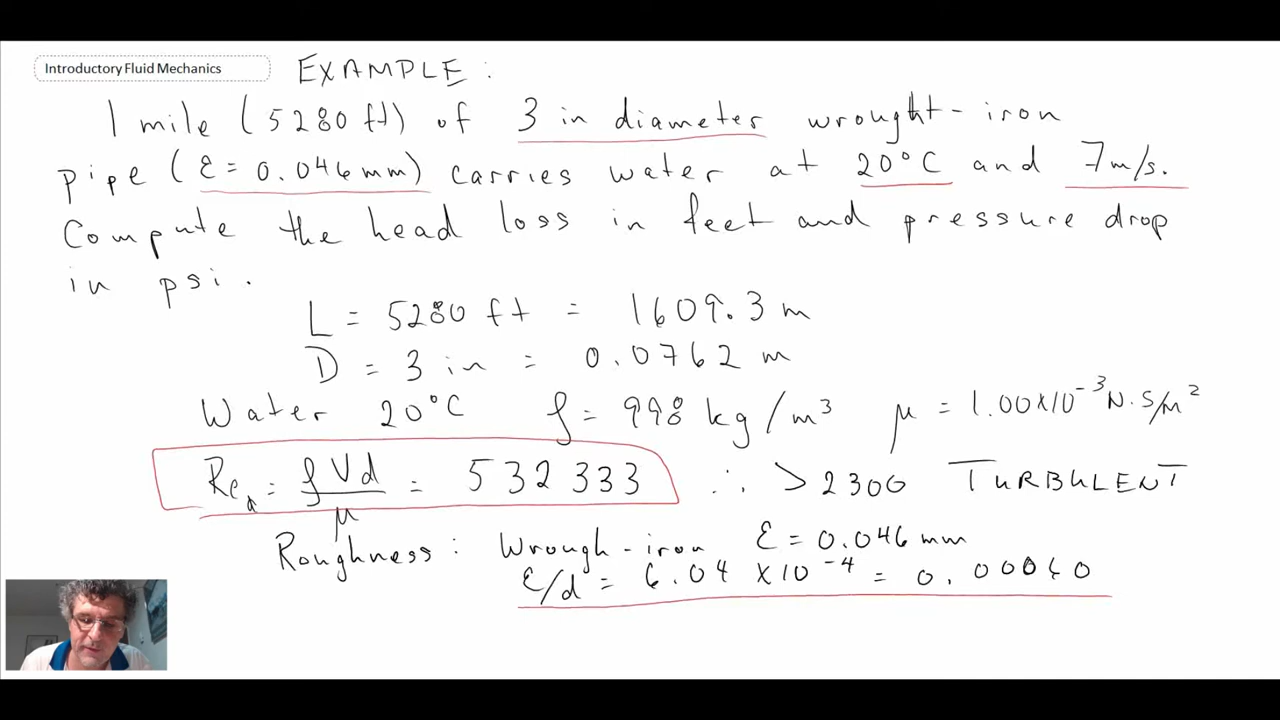 Introductory Fluid Mechanics
EXAMPLE:
1 mile (5280 ft) of 3 in diameter wrought-iron
pipe (ε = 0.046mm) carries water at 20°C and 7m/s.
Compute the head loss in feet and pressure drop
in psi.
L = 5280 ft = 1609.3 m
D = 3 in = 0.0762 m
Water 20°C ρ = 998 kg/m³ μ = 1.00×10⁻³ N.S/m²
Re_d = ρVd/μ = 532 333 ∴ > 2300 TURBULENT
Roughness: Wrough-iron ε = 0.046 mm
ε/d = 6.04 ×10⁻⁴ = 0.00060